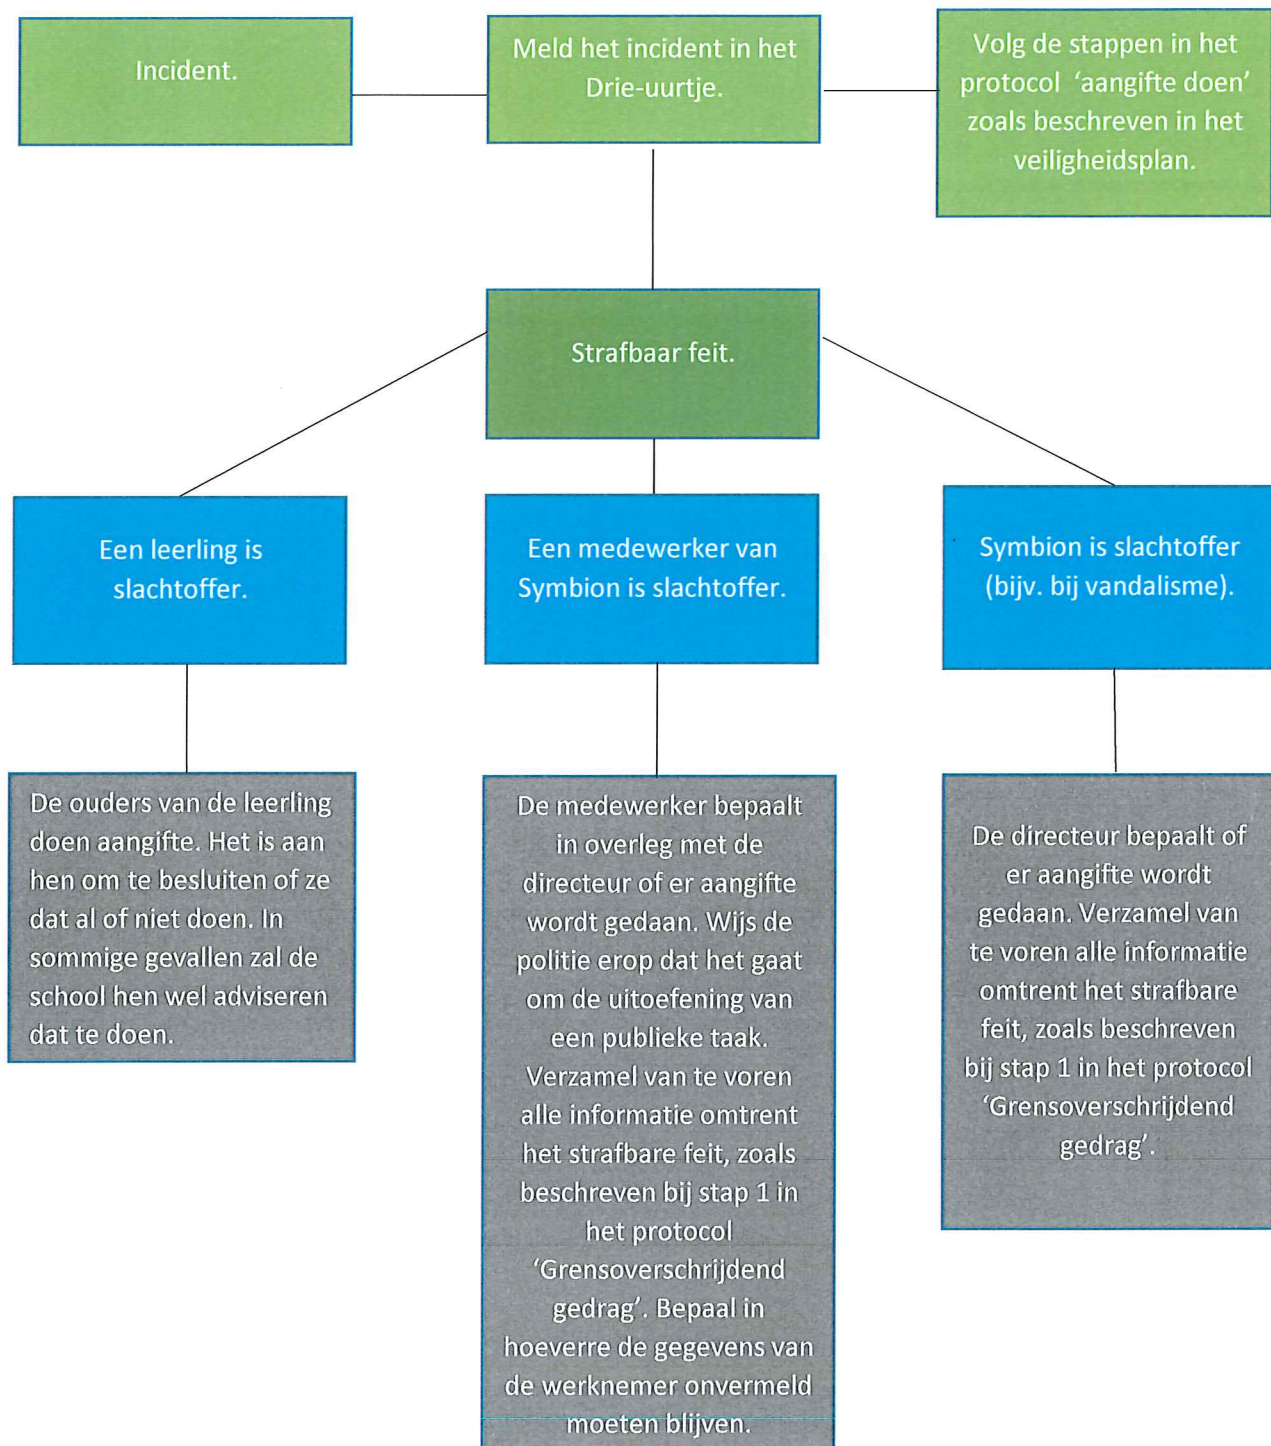 Incident.
Meld het incident in het
Drie-uurtje.
Volg de stappen in het
protocol ‘aangifte doen’
zoals beschreven in het
veiligheidsplan.
Strafbaar feit.
Een leerling is
slachtoffer.
Een medewerker van
Symbion is slachtoffer.
Symbion is slachtoffer
(bijv. bij vandalisme).
De ouders van de leerling
doen aangifte. Het is aan
hen om te besluiten of ze
dat al of niet doen. In
sommige gevallen zal de
school hen wel adviseren
dat te doen.
De medewerker bepaalt
in overleg met de
directeur of er aangifte
wordt gedaan. Wijs de
politie erop dat het gaat
om de uitoefening van
een publieke taak.
Verzamel van te voren
alle informatie omtrent
het strafbare feit, zoals
beschreven bij stap 1 in
het protocol
‘Grensoverschrijdend
gedrag’. Bepaal in
hoeverre de gegevens van
de werknemer onvermeld
moeten blijven.
De directeur bepaalt of
er aangifte wordt
gedaan. Verzamel van
te voren alle informatie
omtrent het strafbare
feit, zoals beschreven
bij stap 1 in het protocol
‘Grensoverschrijdend
gedrag’.